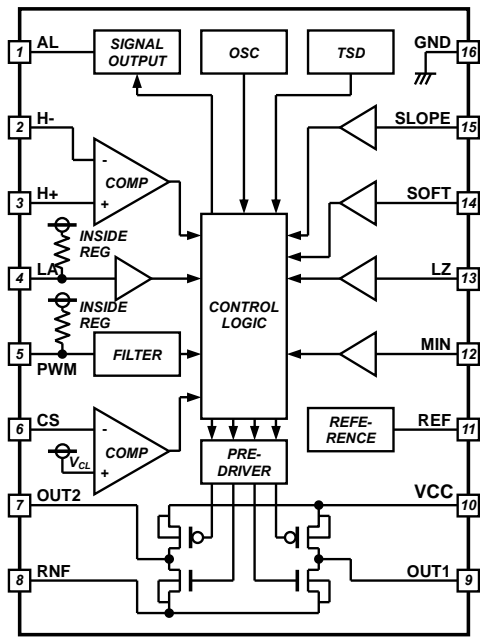 1 AL
SIGNAL
OUTPUT
OSC
TSD
GND 16
2 H-
SLOPE 15
-
COMP
+
3 H+
SOFT 14
INSIDE
REG
4 LA
LZ 13
INSIDE
REG
CONTROL
LOGIC
5 PWM
FILTER
MIN 12
6 CS
-
COMP
VCL
+
REFE-
RENCE
REF 11
PRE-
DRIVER
7 OUT2
VCC 10
8 RNF
OUT1 9